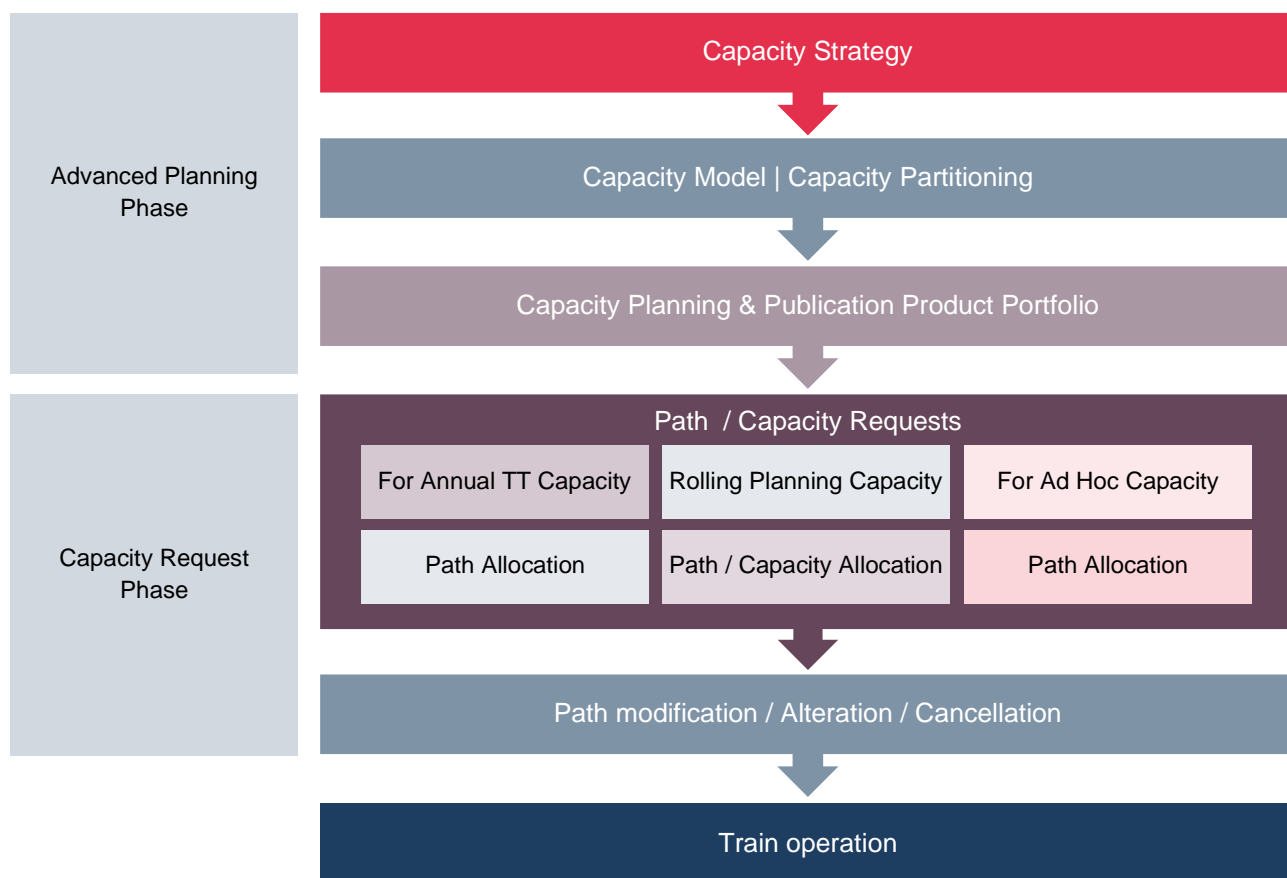 Capacity Strategy
Advanced Planning
Phase
Capacity Model | Capacity Partitioning
Capacity Planning & Publication Product Portfolio
Capacity Request
Phase
Path / Capacity Requests
For Annual TT Capacity
Rolling Planning Capacity
For Ad Hoc Capacity
Path Allocation
Path / Capacity Allocation
Path Allocation
Path modification / Alteration / Cancellation
Train operation